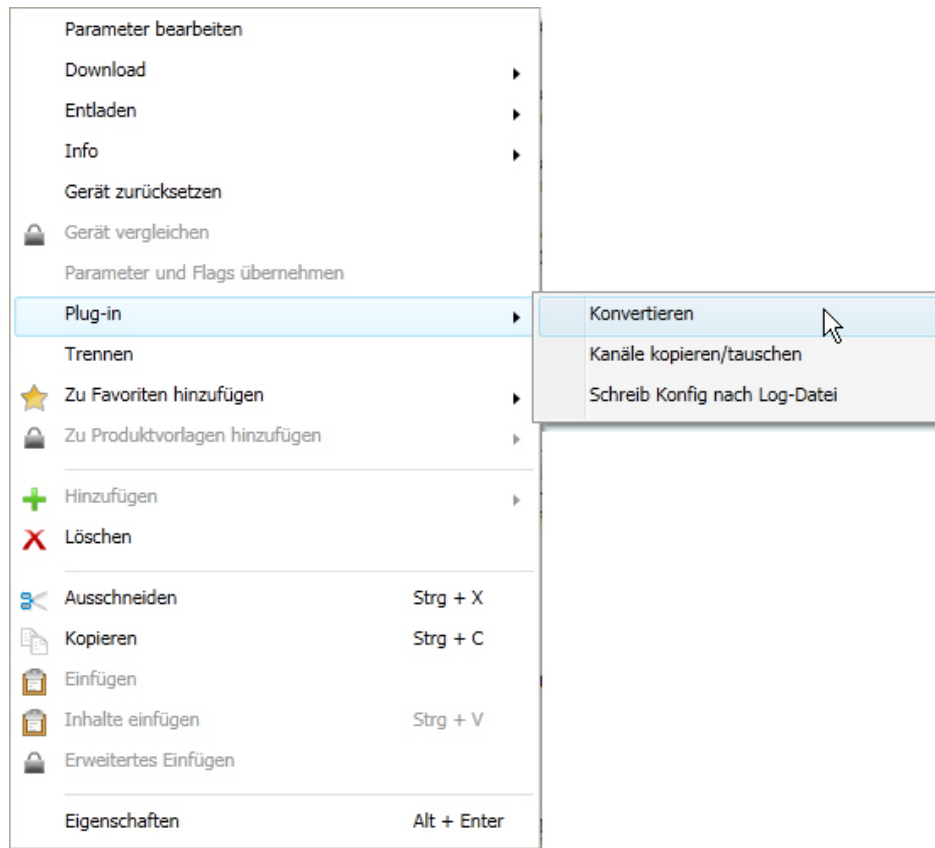 Parameter bearbeiten
Download
Entladen
Info
Gerät zurücksetzen
Gerät vergleichen
Parameter und Flags übernehmen
Plug-in
Konvertieren
Trennen
Kanäle kopieren/tauschen
Zu Favoriten hinzufügen
Schreib Konfig nach Log-Datei
Zu Produktvorlagen hinzufügen
Hinzufügen
Löschen
Ausschneiden Strg + X
Kopieren Strg + C
Einfügen
Inhalte einfügen Strg + V
Erweitertes Einfügen
Eigenschaften Alt + Enter